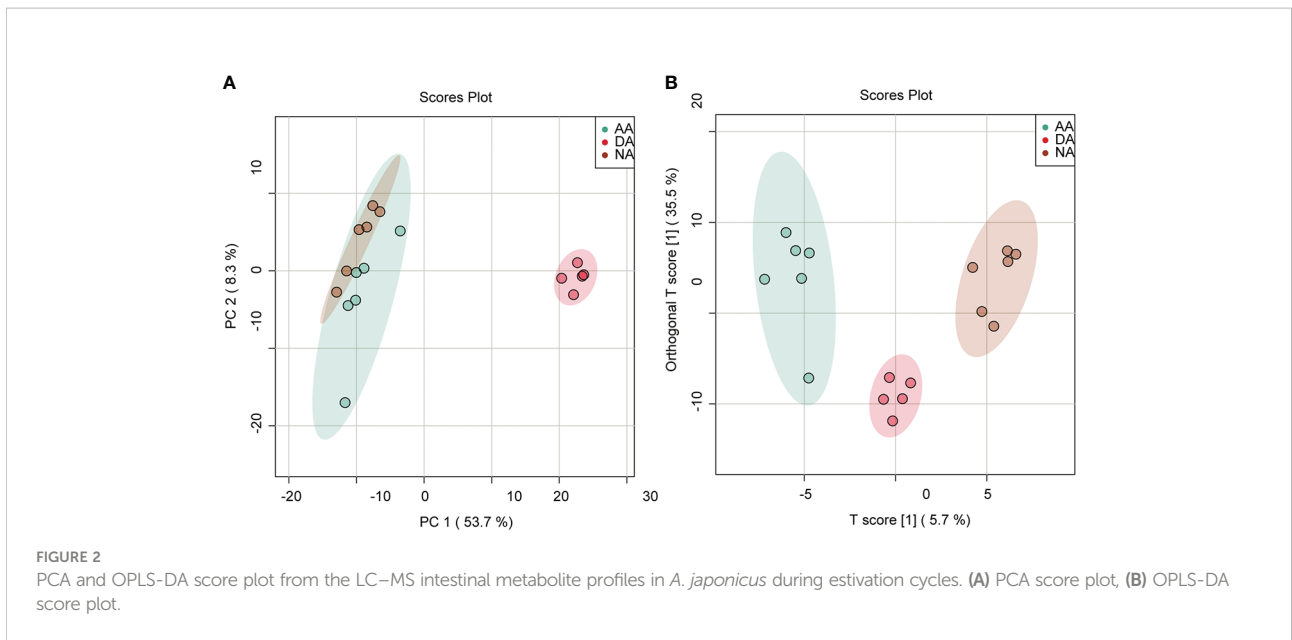 A
Scores Plot
AA
DA
NA
PC 2 ( 8.3 %)
10
0
-10
-20
-20
-10
0
10
20
30
PC 1 ( 53.7 %)
B
Scores Plot
AA
DA
NA
Orthogonal T score [1] ( 35.5 %)
20
10
0
-10
-5
0
5
T score [1] ( 5.7 %)
FIGURE 2
PCA and OPLS-DA score plot from the LC–MS intestinal metabolite profiles in A. japonicus during estivation cycles. (A) PCA score plot, (B) OPLS-DA
score plot.